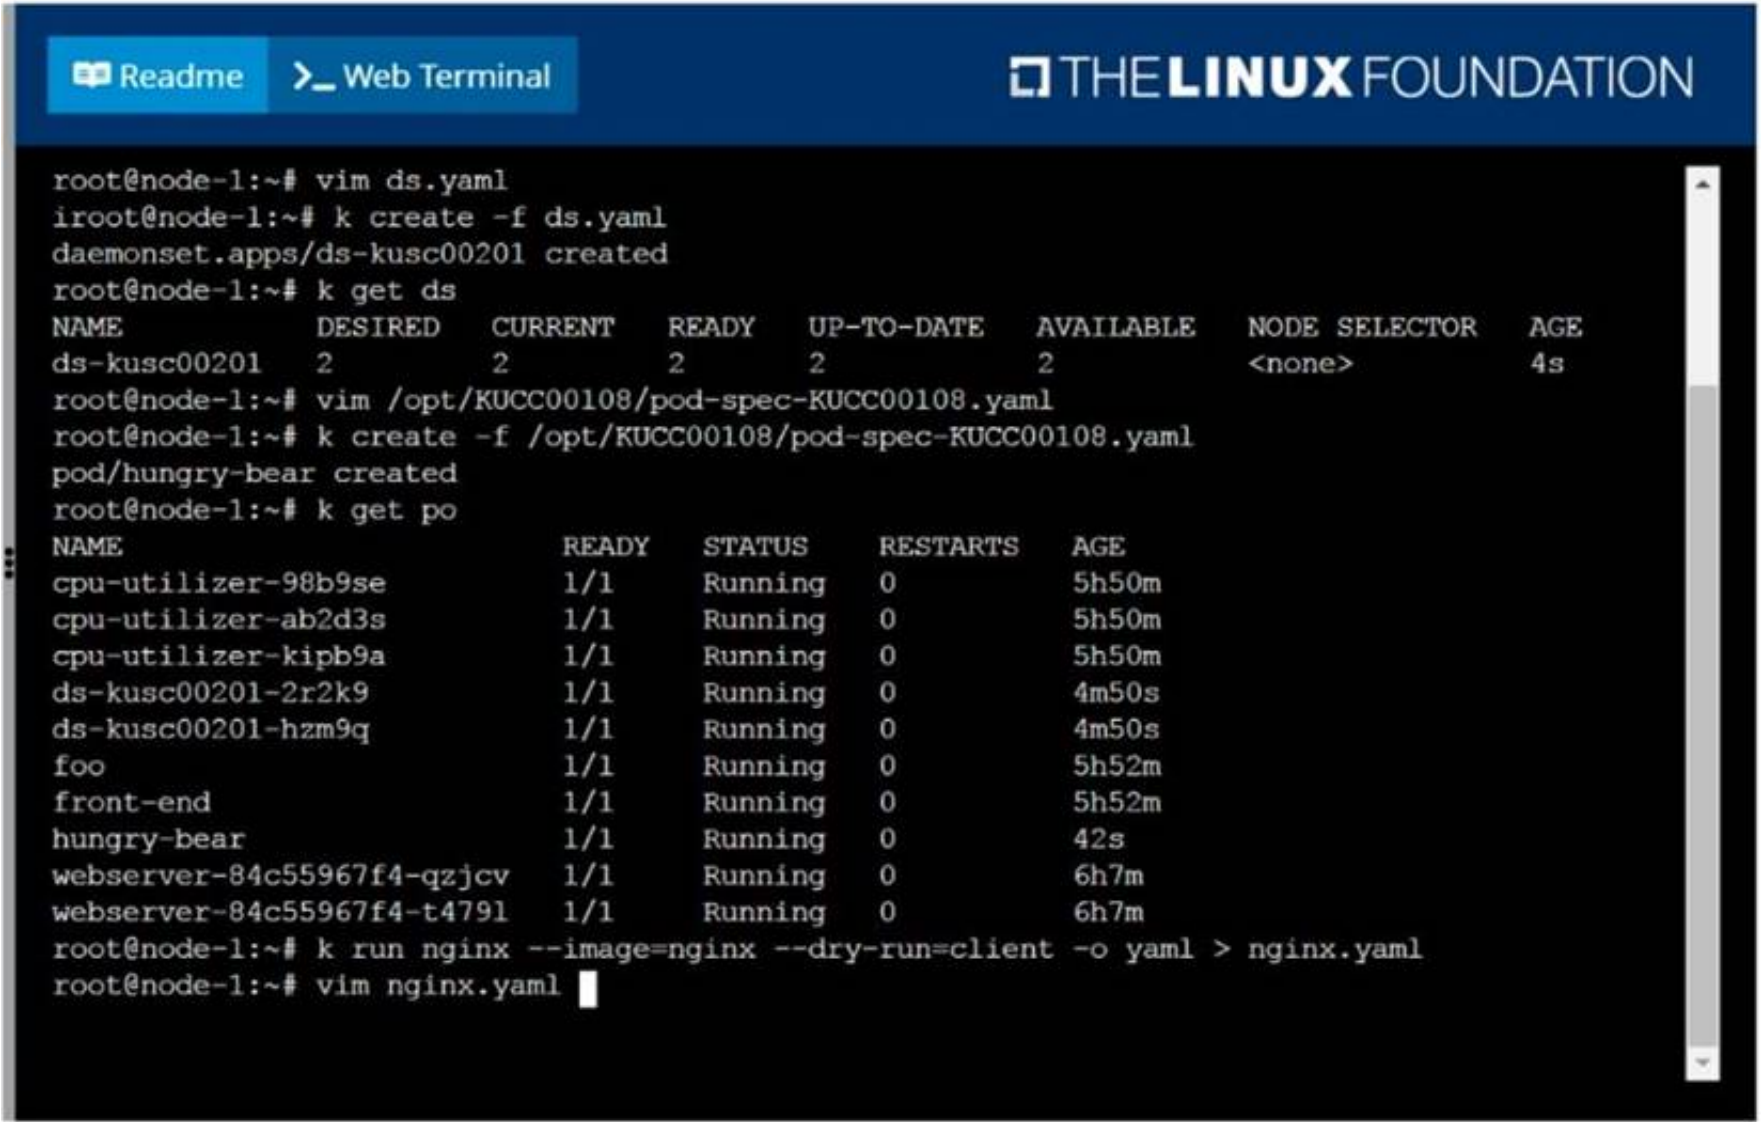 Readme >_ Web Terminal THE LINUX FOUNDATION
root@node-1:~# vim ds.yaml
iroot@node-1:~# k create -f ds.yaml
daemonset.apps/ds-kusc00201 created
root@node-1:~# k get ds
NAME DESIRED CURRENT READY UP-TO-DATE AVAILABLE NODE SELECTOR AGE
ds-kusc00201 2 2 2 2 2 <none> 4s
root@node-1:~# vim /opt/KUCC00108/pod-spec-KUCC00108.yaml
root@node-1:~# k create -f /opt/KUCC00108/pod-spec-KUCC00108.yaml
pod/hungry-bear created
root@node-1:~# k get po
NAME READY STATUS RESTARTS AGE
cpu-utilizer-98b9se 1/1 Running 0 5h50m
cpu-utilizer-ab2d3s 1/1 Running 0 5h50m
cpu-utilizer-kipb9a 1/1 Running 0 5h50m
ds-kusc00201-2r2k9 1/1 Running 0 4m50s
ds-kusc00201-hzm9q 1/1 Running 0 4m50s
foo 1/1 Running 0 5h52m
front-end 1/1 Running 0 5h52m
hungry-bear 1/1 Running 0 42s
webserver-84c55967f4-qzjcv 1/1 Running 0 6h7m
webserver-84c55967f4-t479l 1/1 Running 0 6h7m
root@node-1:~# k run nginx --image=nginx --dry-run=client -o yaml > nginx.yaml
root@node-1:~# vim nginx.yaml